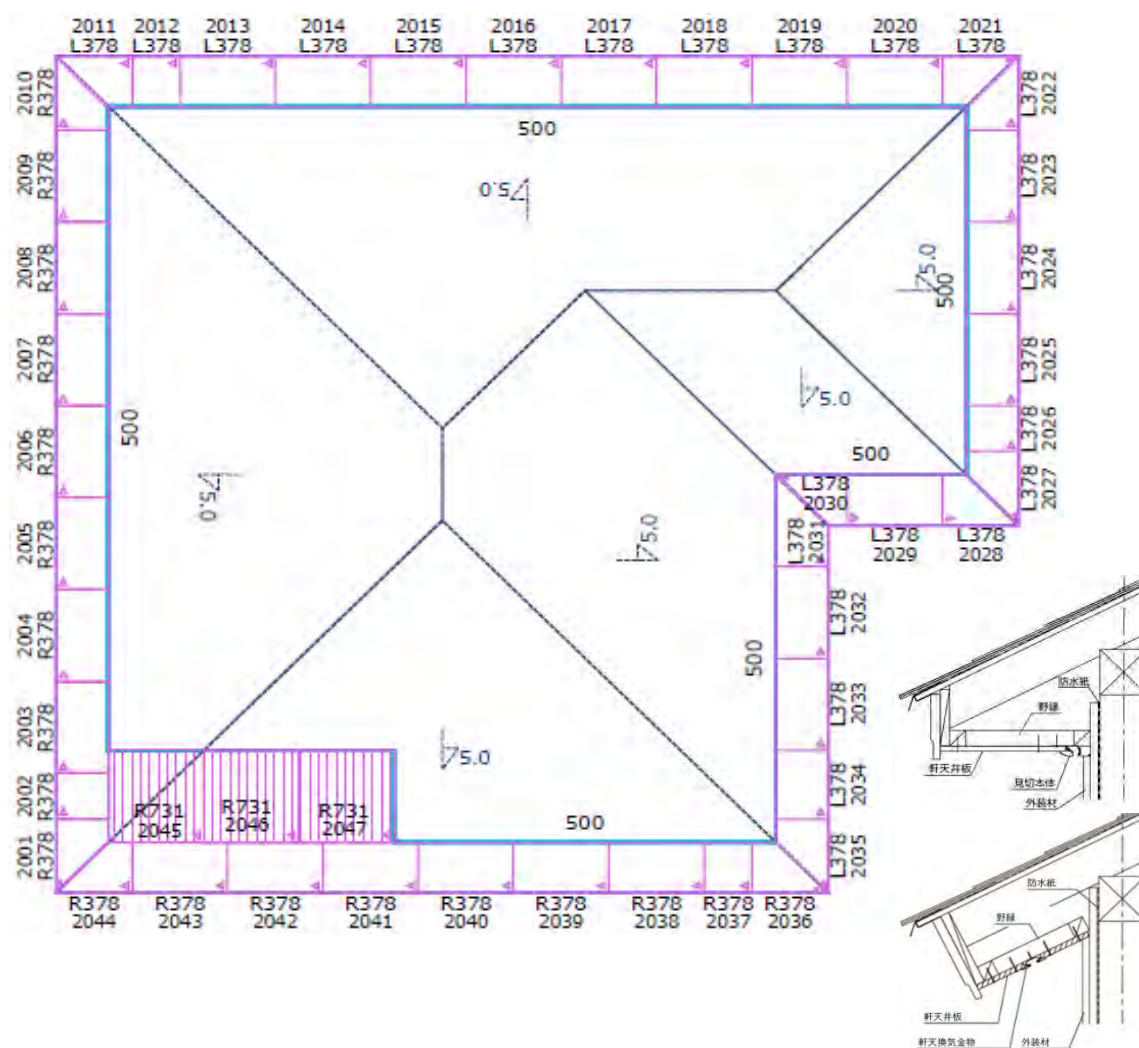 2011
L378
2012
L378
2013
L378
2014
L378
2015
L378
2016
L378
2017
L378
2018
L378
2019
L378
2020
L378
2021
L378
2010
R378
2009
R378
2008
R378
2007
R378
2006
R378
2005
R378
2004
R378
2003
R378
2002
R378
2001
R378
L378
2022
L378
2023
L378
2024
L378
2025
L378
2026
L378
2027
500
5.0
5.0
500
500
5.0
5.0
500
L378
2030
L378
2031
L378
2029
L378
2028
5.0
L378
2032
500
L378
2033
L378
2034
L378
2035
5.0
R731
2045
R731
2046
R731
2047
500
R378
2044
R378
2043
R378
2042
R378
2041
R378
2040
R378
2039
R378
2038
R378
2037
R378
2036
防水紙
野縁
軒天井板
見切本体
外装材
防水紙
野縁
軒天井板
軒天換気金物
外装材